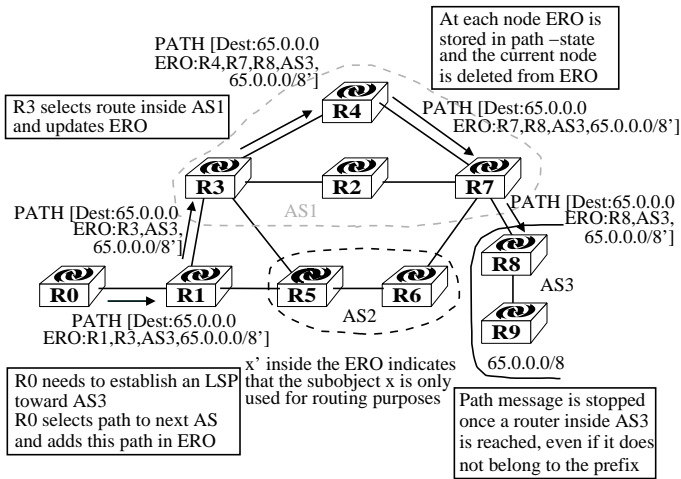 PATH [Dest:65.0.0.0
ERO:R4,R7,R8,AS3,
65.0.0.0/8']
At each node ERO is
stored in path −state
and the current node
is deleted from ERO
R3 selects route inside AS1
and updates ERO
R4
PATH [Dest:65.0.0.0
ERO:R7,R8,AS3,65.0.0.0/8']
R3
R2
R7
AS1
PATH [Dest:65.0.0.0
ERO:R3,AS3,
65.0.0.0/8']
PATH [Dest:65.0.0.0
ERO:R8,AS3,
65.0.0.0/8']
R8
R0
R1
R5
R6
AS2
AS3
R9
PATH [Dest:65.0.0.0
ERO:R1,R3,AS3,65.0.0.0/8']
65.0.0.0/8
R0 needs to establish an LSP
toward AS3
R0 selects path to next AS
and adds this path in ERO
x' inside the ERO indicates
that the subobject x is only
used for routing purposes
Path message is stopped
once a router inside AS3
is reached, even if it does
not belong to the prefix